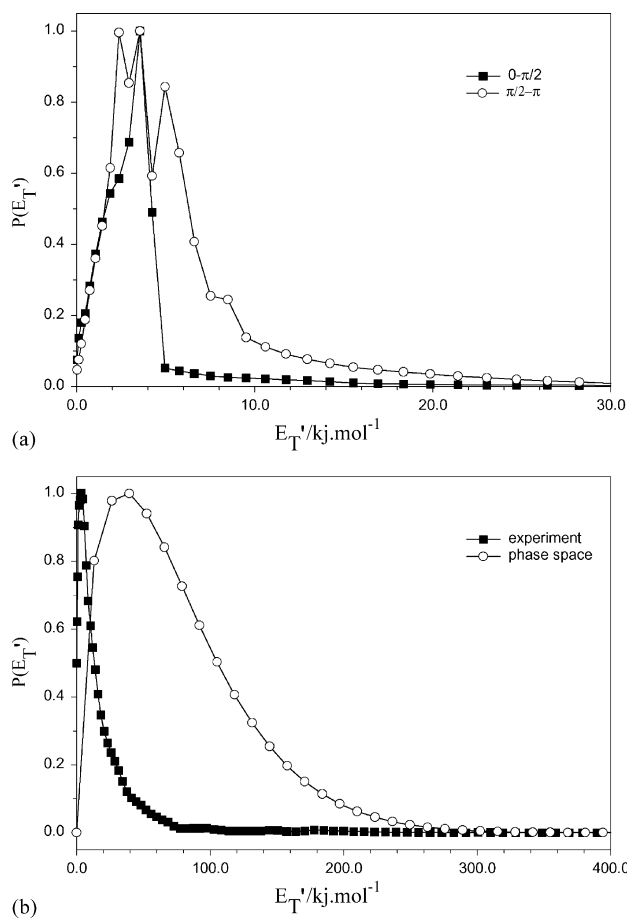 1.0
0.8
0.6
0.4
0.2
0.0
P(E_T')
0-π/2
π/2−π
0.0 10.0 20.0 30.0
E_T'/kj.mol⁻¹
(a)
1.0
0.8
0.6
0.4
0.2
0.0
P(E_T')
experiment
phase space
0.0 100.0 200.0 300.0 400.0
E_T'/kj.mol⁻¹
(b)